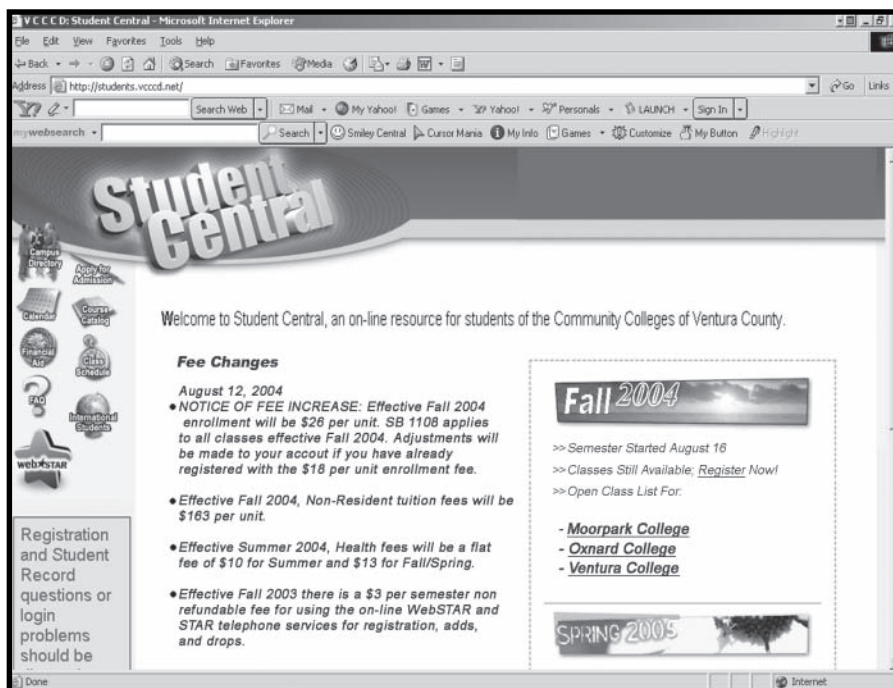 V C C C D: Student Central - Microsoft Internet Explorer
File Edit View Favorites Tools Help
Back Search Favorites Media
Address http://students.vcccd.net/ Go Links
Search Web Mail My Yahoo! Games Yahoo! Personals LAUNCH Sign In
mywebsearch Search Smiley Central Cursor Mania My Info Games Customize My Button Highlight
Student
Central
Campus
Directory
Apply for
Admission
Calendar
Course
Catalog
Financial
Aid
Class
Schedule
FAQ
International
Students
webSTAR
Registration
and Student
Record
questions or
login
problems
should be
Welcome to Student Central, an on-line resource for students of the Community Colleges of Ventura County.
Fee Changes
August 12, 2004
• NOTICE OF FEE INCREASE: Effective Fall 2004
enrollment will be $26 per unit. SB 1108 applies
to all classes effective Fall 2004. Adjustments will
be made to your accout if you have already
registered with the $18 per unit enrollment fee.
• Effective Fall 2004, Non-Resident tuition fees will be
$163 per unit.
• Effective Summer 2004, Health fees will be a flat
fee of $10 for Summer and $13 for Fall/Spring.
• Effective Fall 2003 there is a $3 per semester non
refundable fee for using the on-line WebSTAR and
STAR telephone services for registration, adds,
and drops.
Fall 2004
>> Semester Started August 16
>> Classes Still Available; Register Now!
>> Open Class List For:
- Moorpark College
- Oxnard College
- Ventura College
SPRING 2005
Done Internet